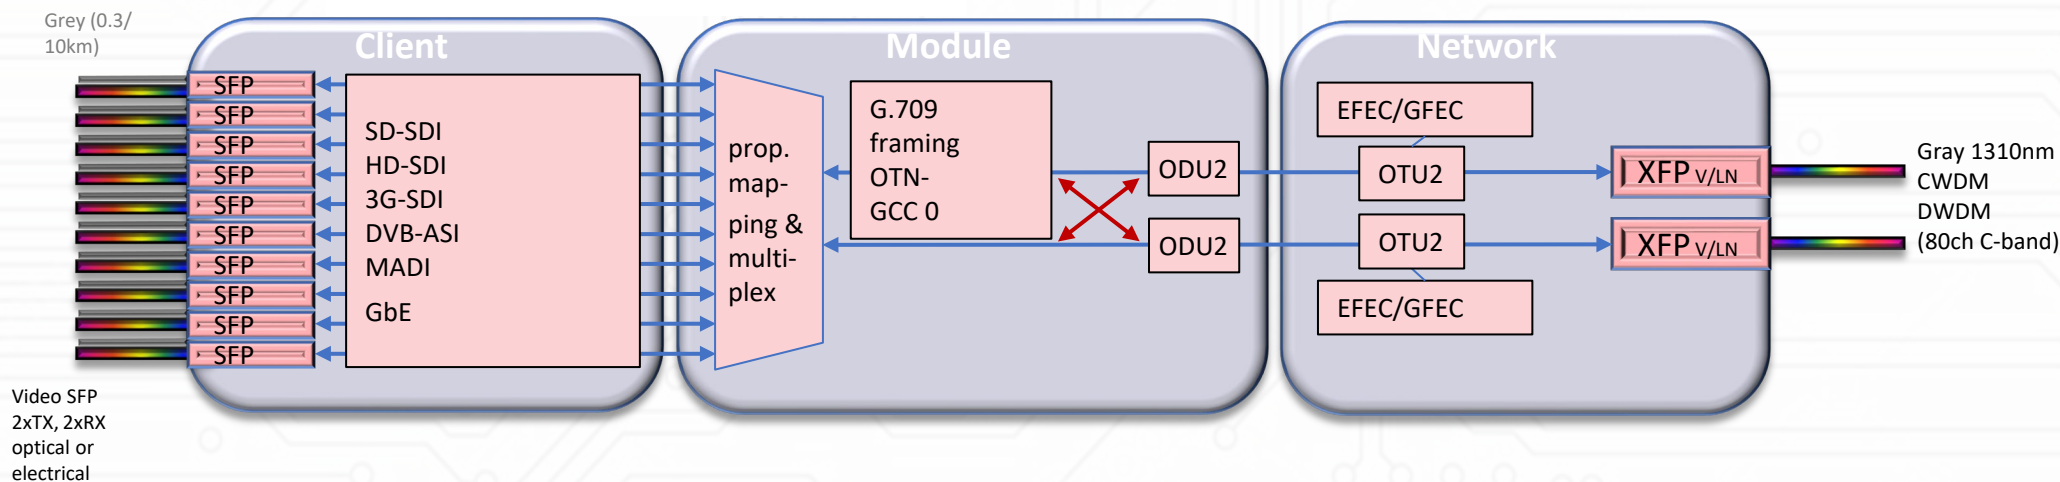 Grey (0.3/
10km)
Client
Module
Network
SFP
SFP
SFP
SFP
SFP
SFP
SFP
SFP
SFP
SFP
SD-SDI
HD-SDI
3G-SDI
DVB-ASI
MADI
GbE
prop.
map-
ping &
multi-
plex
G.709
framing
OTN-
GCC 0
ODU2
ODU2
EFEC/GFEC
OTU2
OTU2
EFEC/GFEC
XFP V/LN
XFP V/LN
Gray 1310nm
CWDM
DWDM
(80ch C-band)
Video SFP
2xTX, 2xRX
optical or
electrical